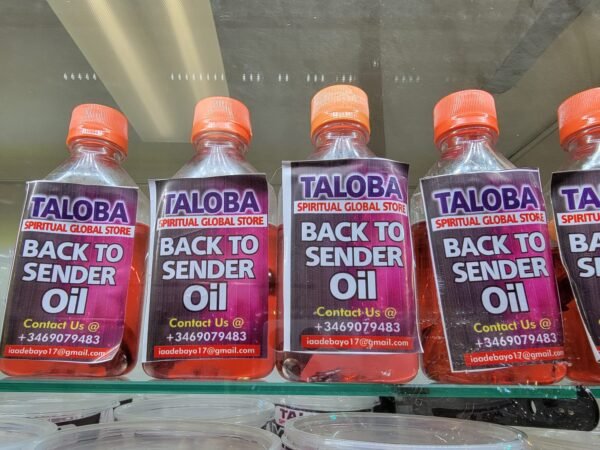 TALOBA
SPIRITUAL GLOBAL STORE
BACK TO
SENDER
Oil
Contact Us @
+3469079483
iaadebayo17@gmail.com
TALOBA
SPIRITUAL GLOBAL STORE
BACK TO
SENDER
Oil
Contact Us @
+3469079483
iaadebayo17@gmail.com
TALOBA
SPIRITUAL GLOBAL STORE
BACK TO
SENDER
Oil
Contact Us @
+3469079483
iaadebayo17@gmail.com
TALOBA
SPIRITUAL GLOBAL STORE
BACK TO
SENDER
Oil
Contact Us @
+3469079483
iaadebayo17@gmail.com